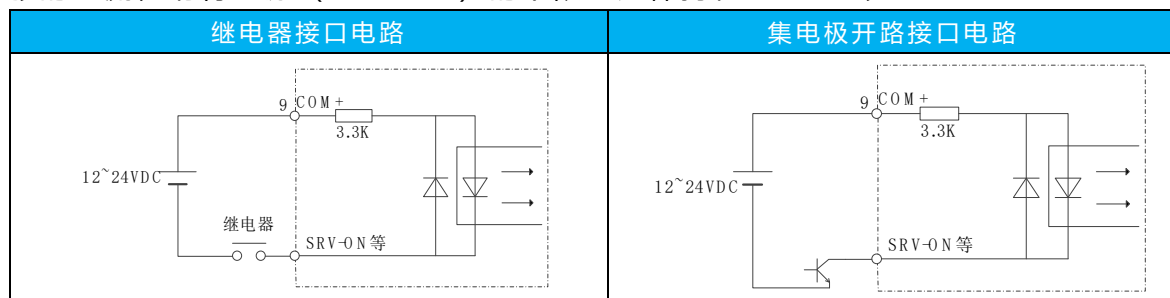 继电器接口电路
集电极开路接口电路
9 COM+
3.3K
12~24VDC
继电器
SRV-ON等
9 COM+
3.3K
12~24VDC
SRV-ON等